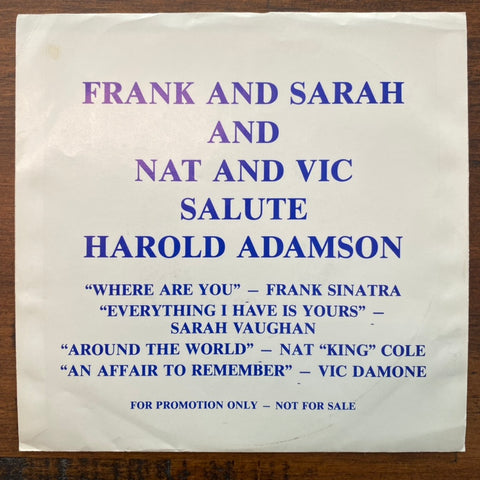 FRANK AND SARAH
AND
NAT AND VIC
SALUTE
HAROLD ADAMSON
“WHERE ARE YOU” – FRANK SINATRA
“EVERYTHING I HAVE IS YOURS” –
SARAH VAUGHAN
“AROUND THE WORLD” – NAT “KING” COLE
“AN AFFAIR TO REMEMBER” – VIC DAMONE
FOR PROMOTION ONLY – NOT FOR SALE